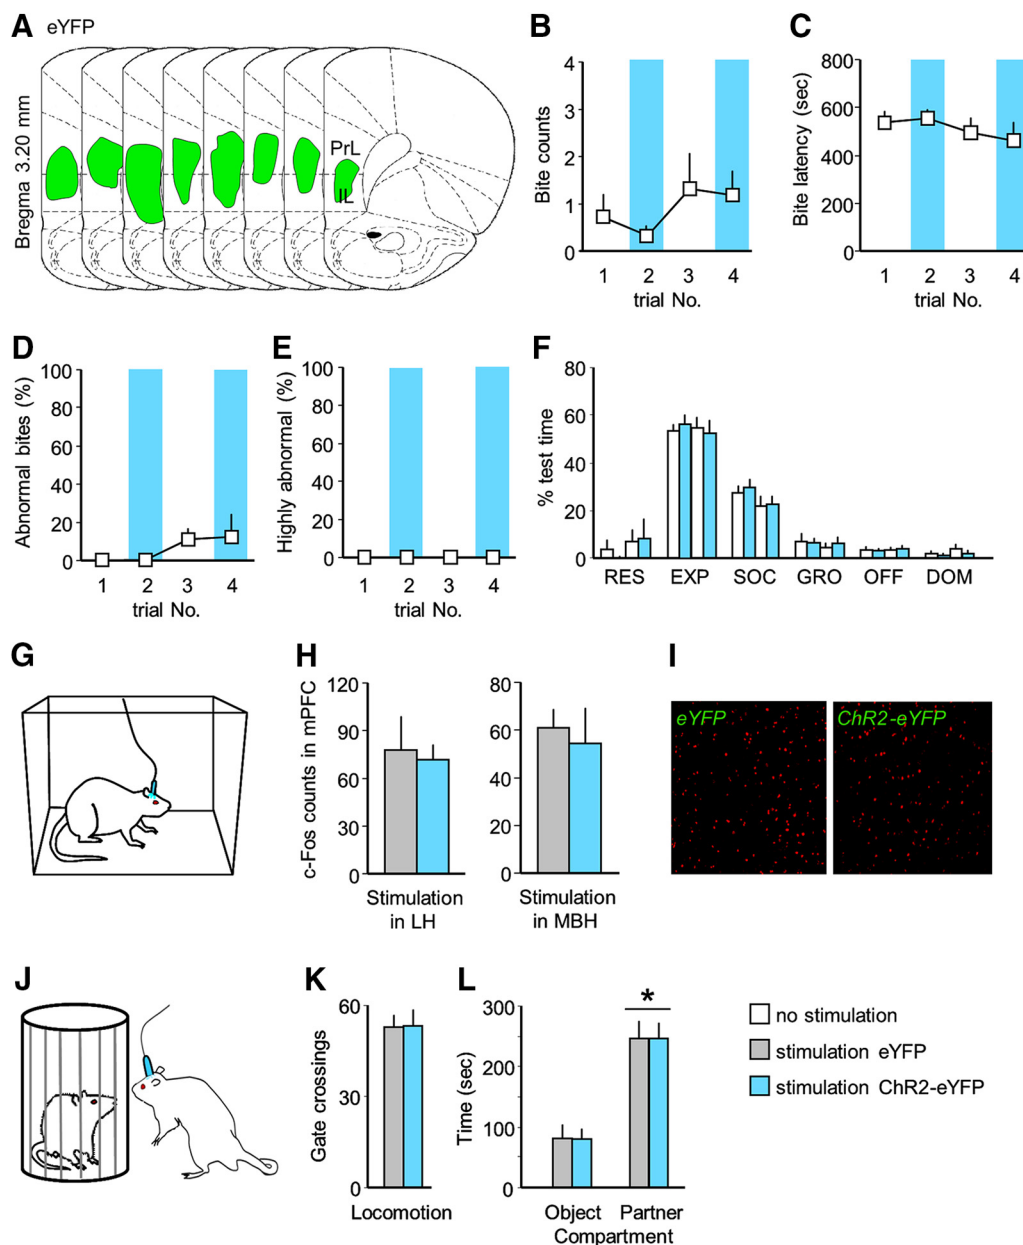 A eYFP
Bregma 3.20 mm
PrL
IL
B
Bite counts
4
3
2
1
0
1 2 3 4
trial No.
C
Bite latency (sec)
800
600
400
200
0
1 2 3 4
trial No.
D
Abnormal bites (%)
100
80
60
40
20
0
1 2 3 4
trial No.
E
Highly abnormal (%)
100
80
60
40
20
0
1 2 3 4
trial No.
F
% test time
80
60
40
20
0
RES EXP SOC GRO OFF DOM
G
H
c-Fos counts in mPFC
120
90
60
30
0
Stimulation
in LH
80
60
40
20
0
Stimulation
in MBH
I
eYFP
ChR2-eYFP
J
K
Gate crossings
60
30
0
Locomotion
L
Time (sec)
300
200
100
0
*
Object Partner
Compartment
no stimulation
stimulation eYFP
stimulation ChR2-eYFP